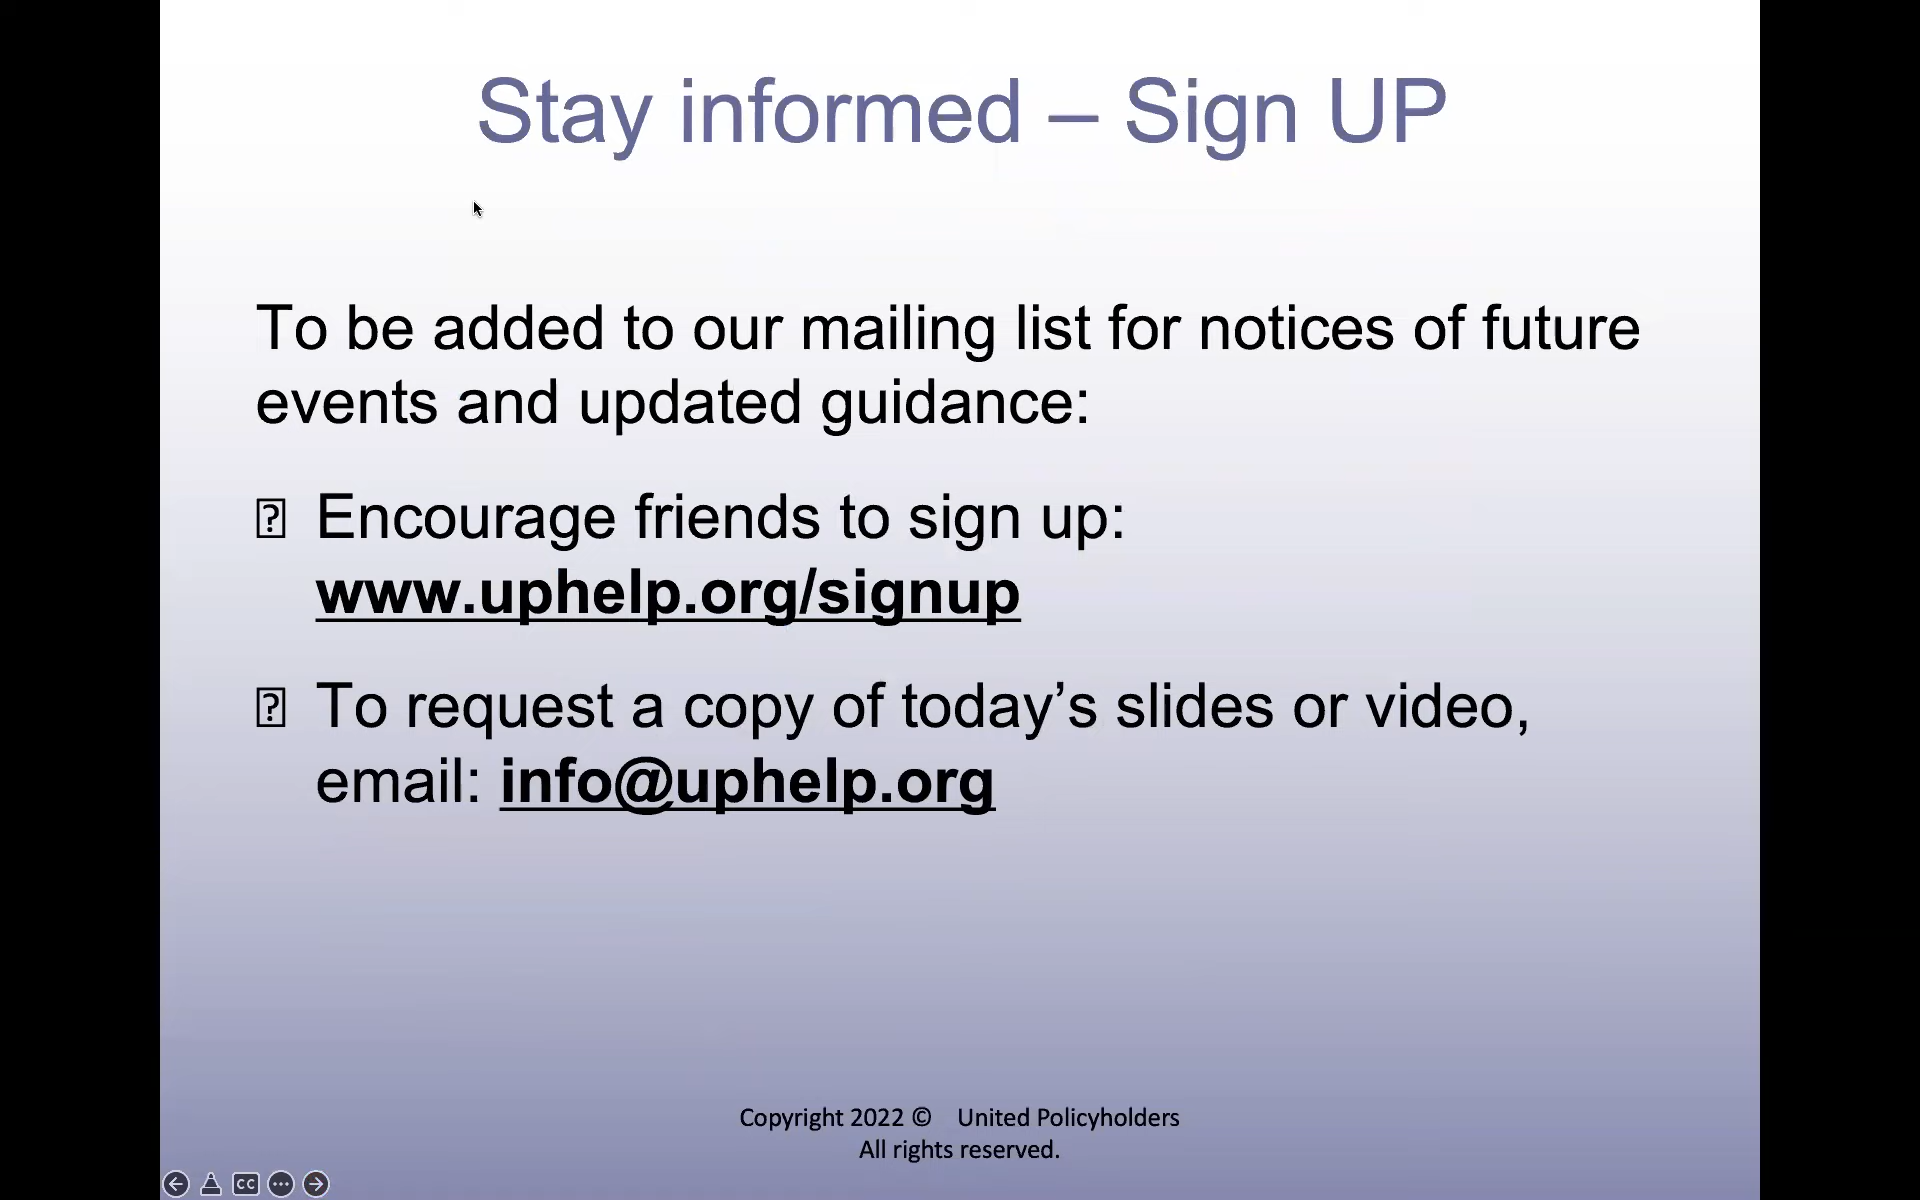 Stay informed – Sign UP
To be added to our mailing list for notices of future
events and updated guidance:
Encourage friends to sign up:
www.uphelp.org/signup
To request a copy of today’s slides or video,
email: info@uphelp.org
Copyright 2022 © United Policyholders
All rights reserved.
CC